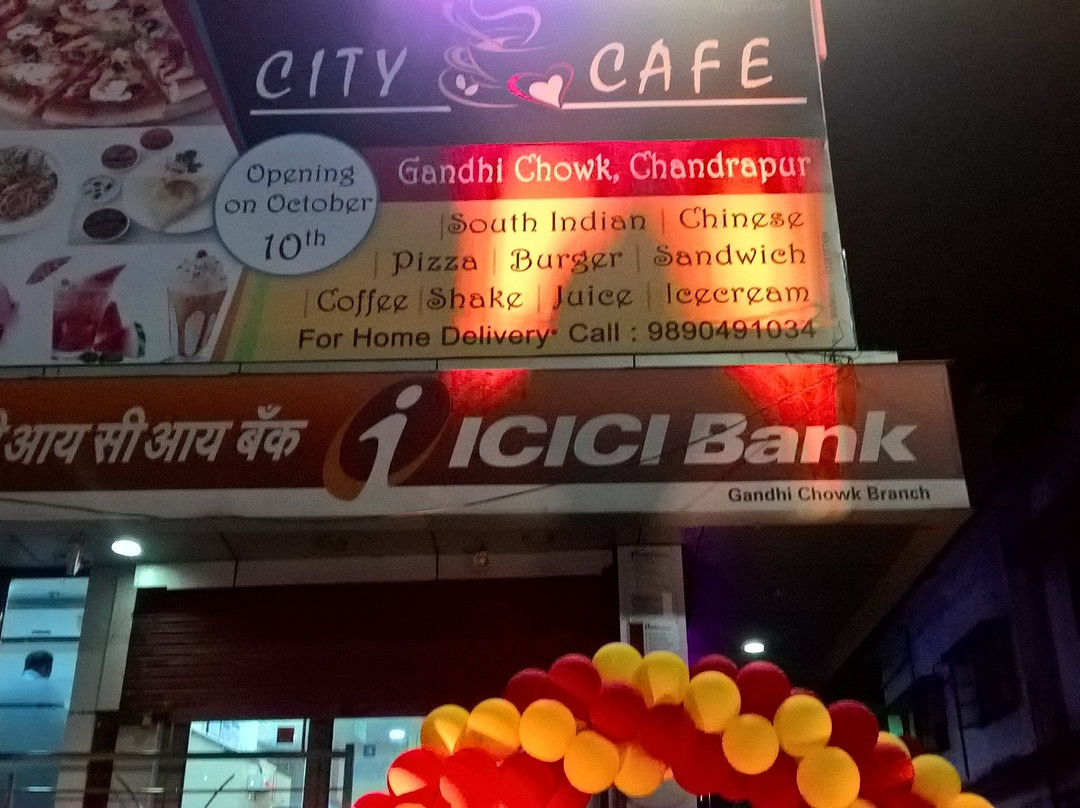 CITY CAFE
Gandhi Chowk, Chandrapur
Opening
on October
10th
South Indian | Chinese
| Pizza | Burger | Sandwich
| Coffee | Shake | Juice | Icecream
For Home Delivery• Call : 9890491034
आय सी आय बँक
i ICICI Bank
Gandhi Chowk Branch